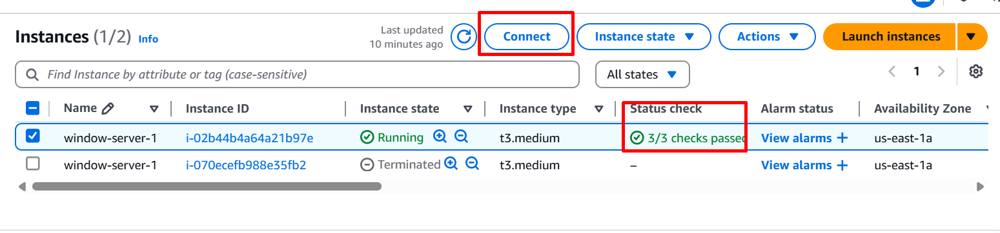 Instances (1/2) Info
Last updated
10 minutes ago
Connect
Instance state
Actions
Launch instances
Find Instance by attribute or tag (case-sensitive)
All states
1
Name Instance ID Instance state Instance type Status check Alarm status Availability Zone
window-server-1 i-02b44b4a64a21b97e Running t3.medium 3/3 checks passed View alarms + us-east-1a
window-server-1 i-070ecefb988e35fb2 Terminated t3.medium – View alarms + us-east-1a